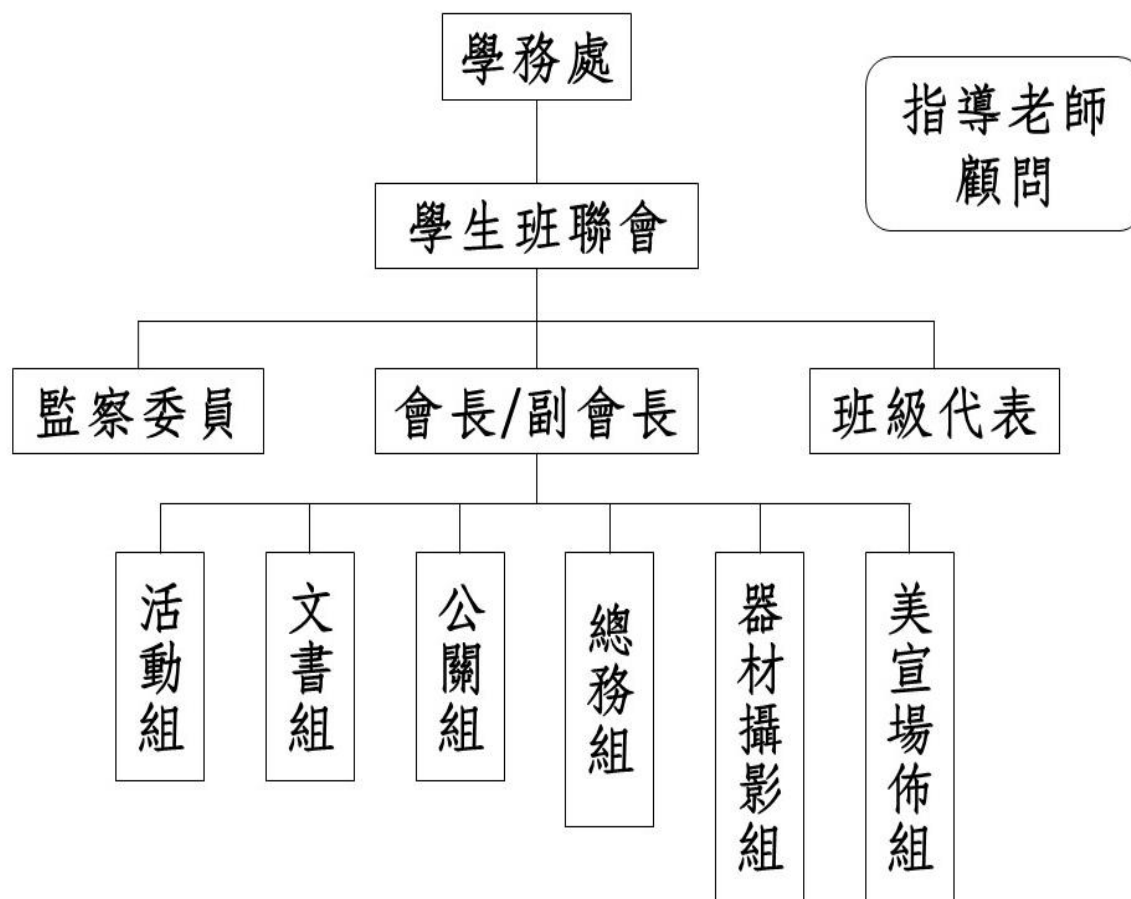 學務處
指導老師
顧問
學生班聯會
監察委員
會長/副會長
班級代表
活動組
文書組
公關組
總務組
器材攝影組
美宣場佈組